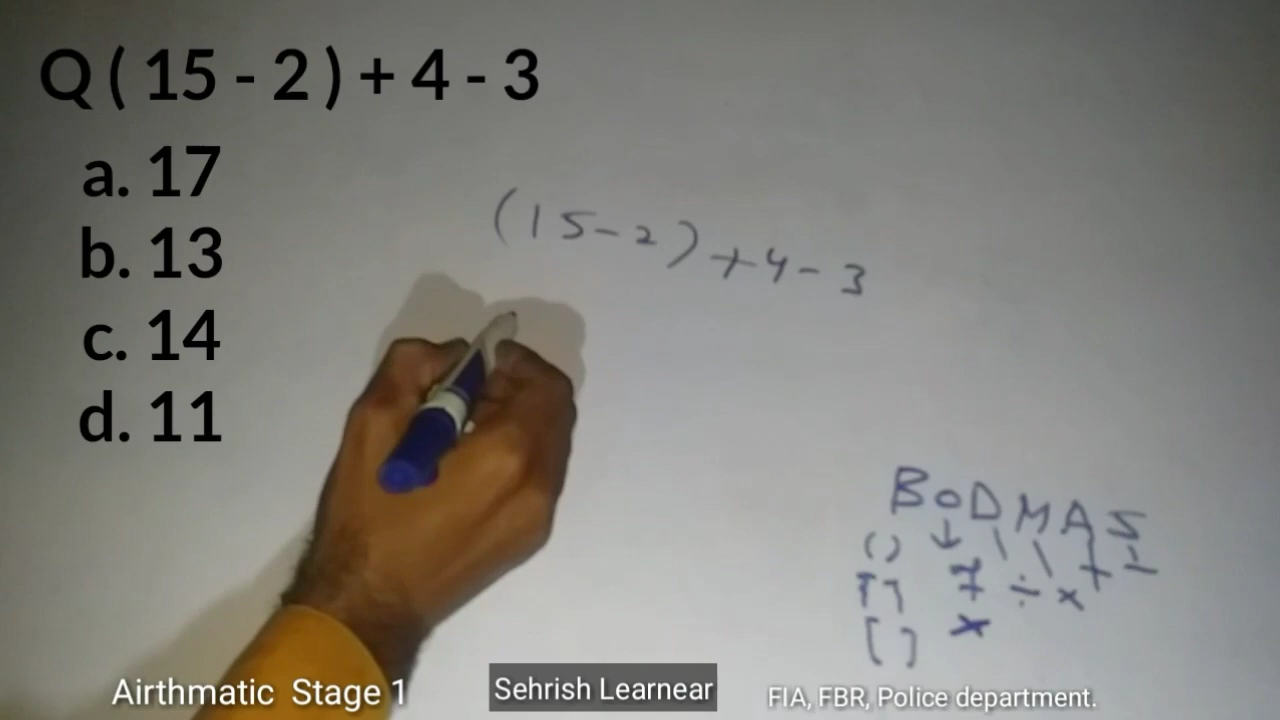 Q ( 15 - 2 ) + 4 - 3
a. 17
b. 13
c. 14
d. 11
(15-2)+4-3
BODMAS
Airthmatic Stage 1
Sehrish Learnear
FIA, FBR, Police department.